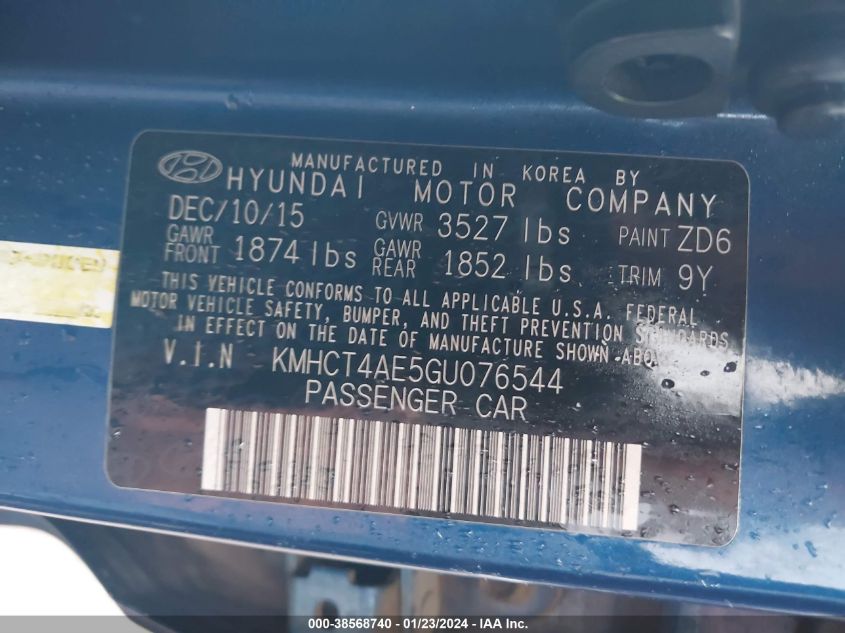 MANUFACTURED IN KOREA BY
HYUNDAI MOTOR COMPANY
DEC/10/15 GVWR 3527 lbs PAINT ZD6
GAWR FRONT 1874 lbs GAWR REAR 1852 lbs TRIM 9Y
THIS VEHICLE CONFORMS TO ALL APPLICABLE U.S.A. FEDERAL
MOTOR VEHICLE SAFETY, BUMPER, AND THEFT PREVENTION STANDARDS
IN EFFECT ON THE DATE OF MANUFACTURE SHOWN ABOVE.
V.I.N KMHCT4AE5GU076544
PASSENGER CAR
000-38568740 - 01/23/2024 - IAA Inc.